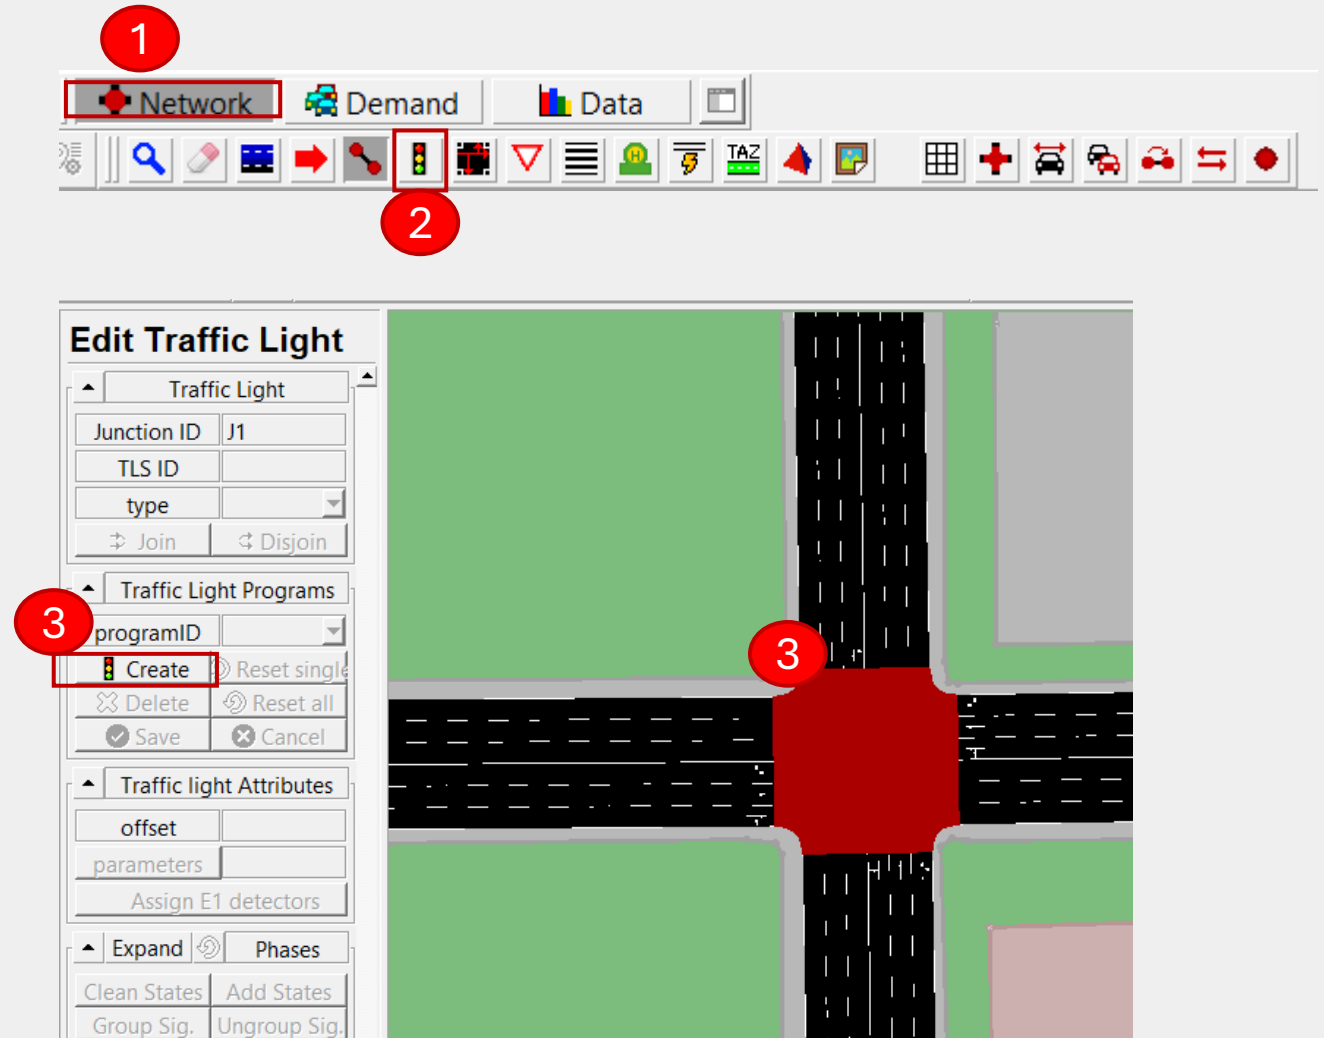 1
Network Demand Data
H TAZ
2
Edit Traffic Light
Traffic Light
Junction ID J1
TLS ID
type
Join Disjoin
Traffic Light Programs
3 programID
Create Reset single
Delete Reset all
Save Cancel
3
Traffic light Attributes
offset
parameters
Assign E1 detectors
Expand Phases
Clean States Add States
Group Sig. Ungroup Sig.